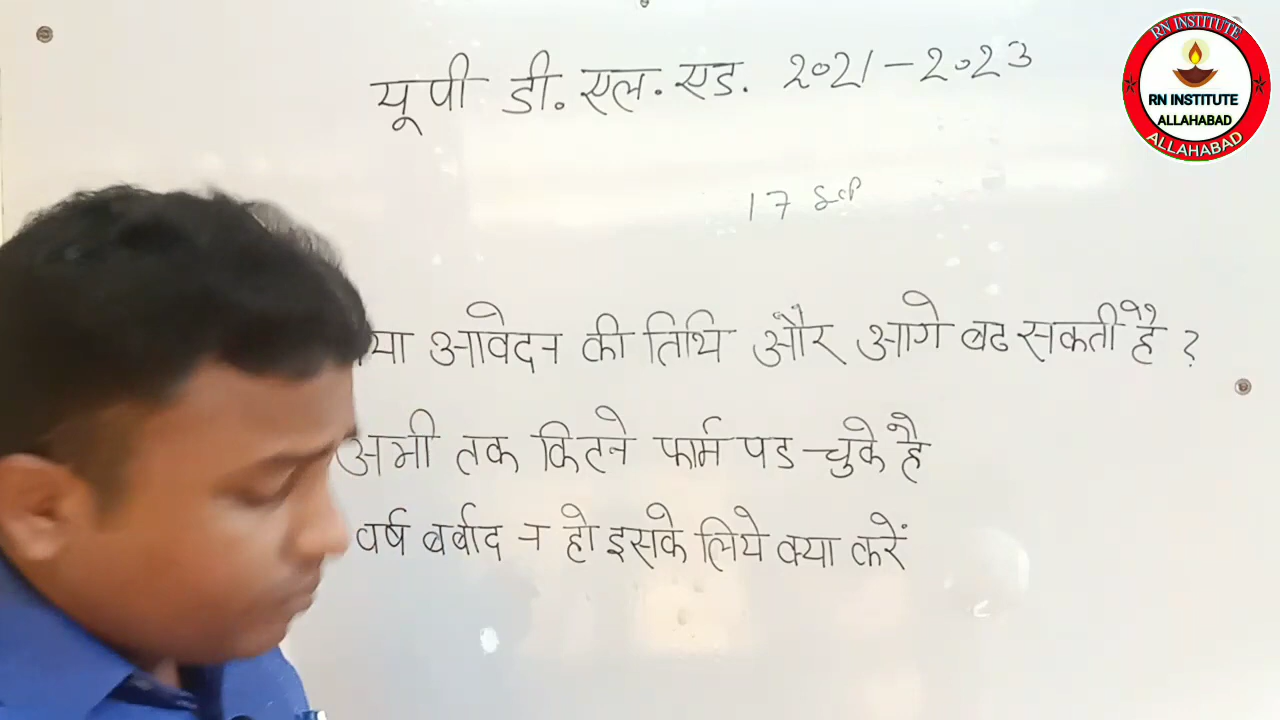 यूपी डी.एल.एड. 2021-2023
RN INSTITUTE
RN INSTITUTE
ALLAHABAD
ALLAHABAD
17 Sep
आवेदन की तिथि और आगे बढ सकती है ?
अभी तक कितने फार्म पड चुके है
वर्ष बर्वाद न हो इसके लिये क्या करें